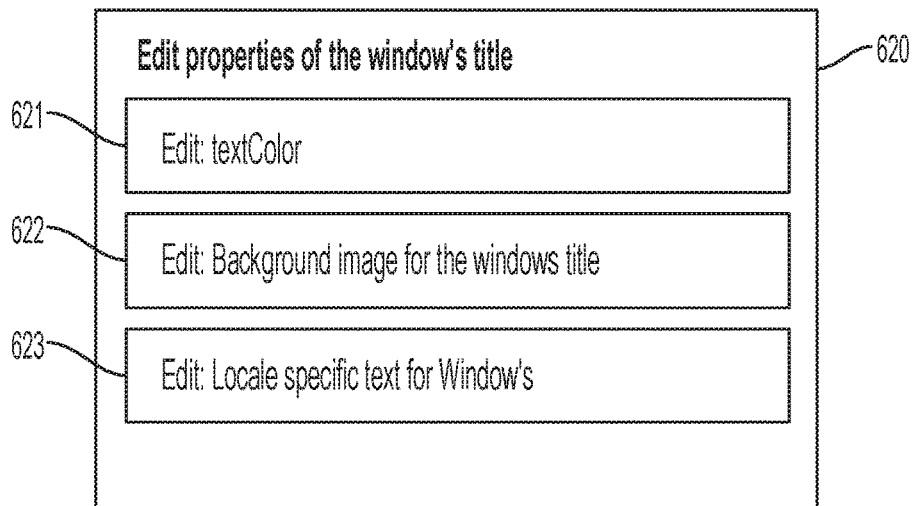 Edit properties of the window's title
620
621
Edit: textColor
622
Edit: Background image for the windows title
623
Edit: Locale specific text for Window's